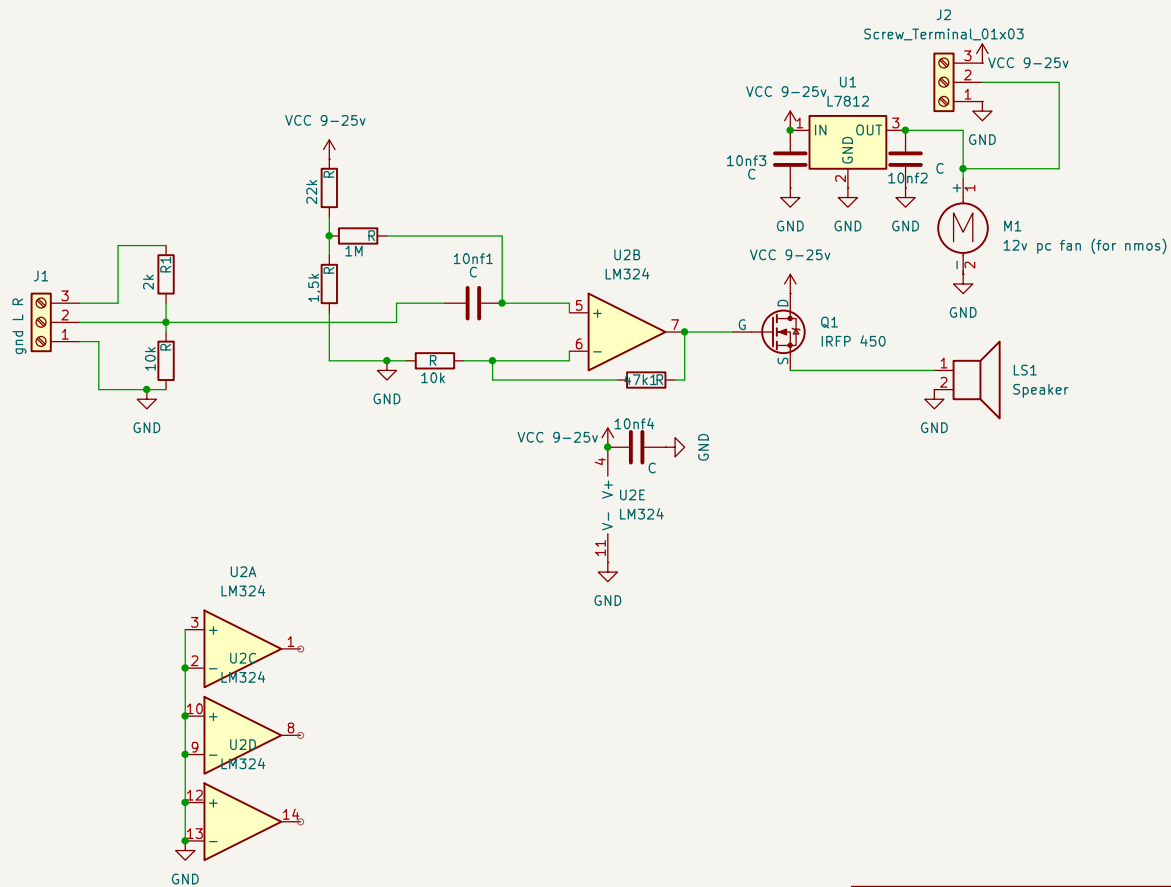 J2
Screw_Terminal_01x03
3
VCC 9-25v
2
1
GND
U1
L7812
VCC 9-25v
1
IN
OUT
3
GND
2
10nf3
C
10nf2
C
GND
GND
GND
+
1
M
M1
12v pc fan (for nmos)
-
2
GND
VCC 9-25v
R
22k
R
1M
R
1,5k
J1
gnd L R
3
2
1
R1
2k
R
10k
GND
10nf1
C
U2B
LM324
5
+
6
-
7
R
10k
GND
47k1
R
VCC 9-25v
G
D
S
Q1
IRFP 450
1
2
LS1
Speaker
GND
VCC 9-25v
10nf4
C
GND
4
V+
U2E
LM324
V-
11
GND
U2A
LM324
3
+
2
-
1
U2C
LM324
10
+
9
-
8
U2D
LM324
12
+
13
-
14
GND